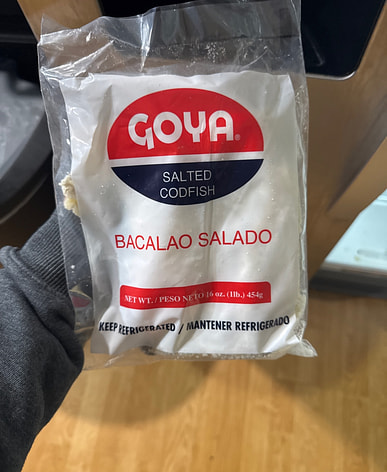 GOYA®
SALTED
CODFISH
BACALAO SALADO
NET WT. / PESO NETO 16 oz. (1lb.) 454g
KEEP REFRIGERATED / MANTENER REFRIGERADO